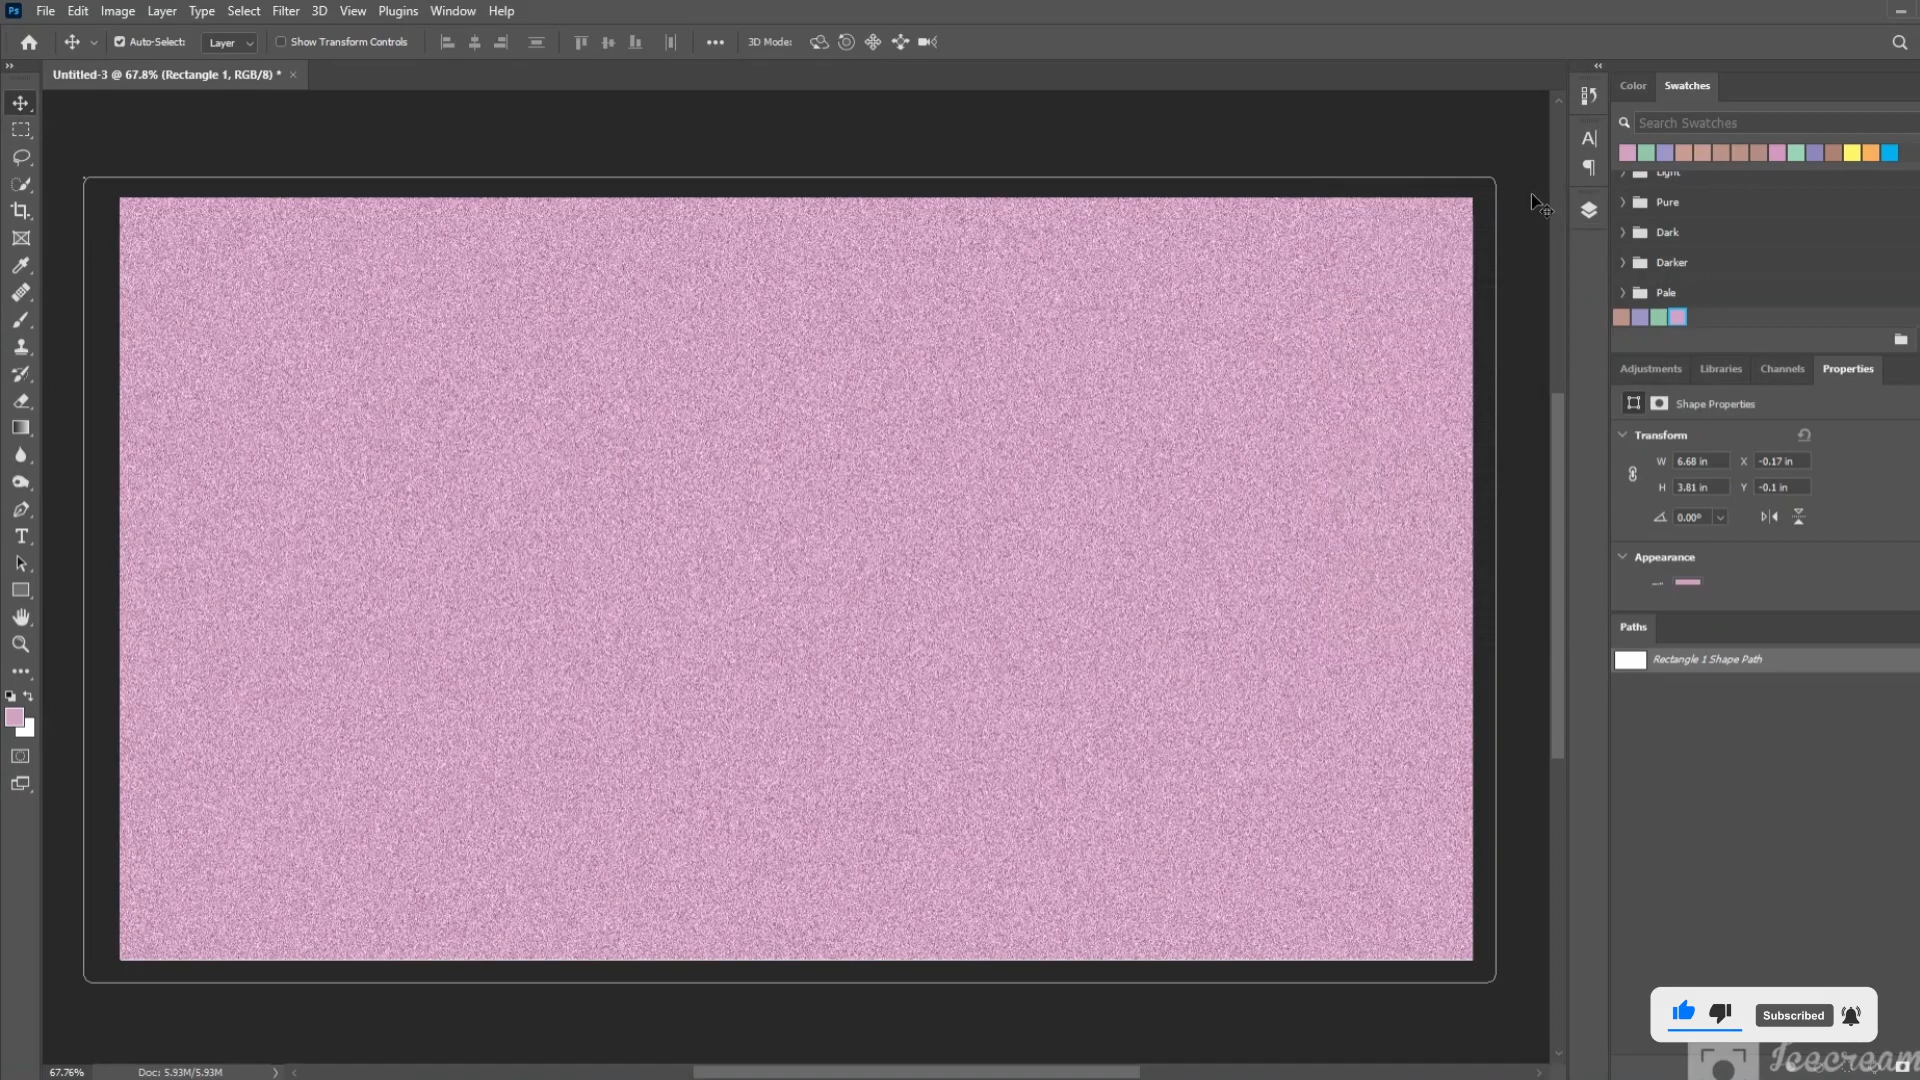 Ps File Edit Image Layer Type Select Filter 3D View Plugins Window Help
Auto-Select: Layer Show Transform Controls 3D Mode:
Untitled-3 @ 67.8% (Rectangle 1, RGB/8) *
Color Swatches
Search Swatches
Light
Pure
Dark
Darker
Pale
Adjustments Libraries Channels Properties
Shape Properties
Transform
W 6.68 in X -0.17 in
H 3.81 in Y -0.1 in
0.00°
Appearance
Paths
Rectangle 1 Shape Path
Subscribed
Icecream
67.76% Doc: 5.93M/5.93M